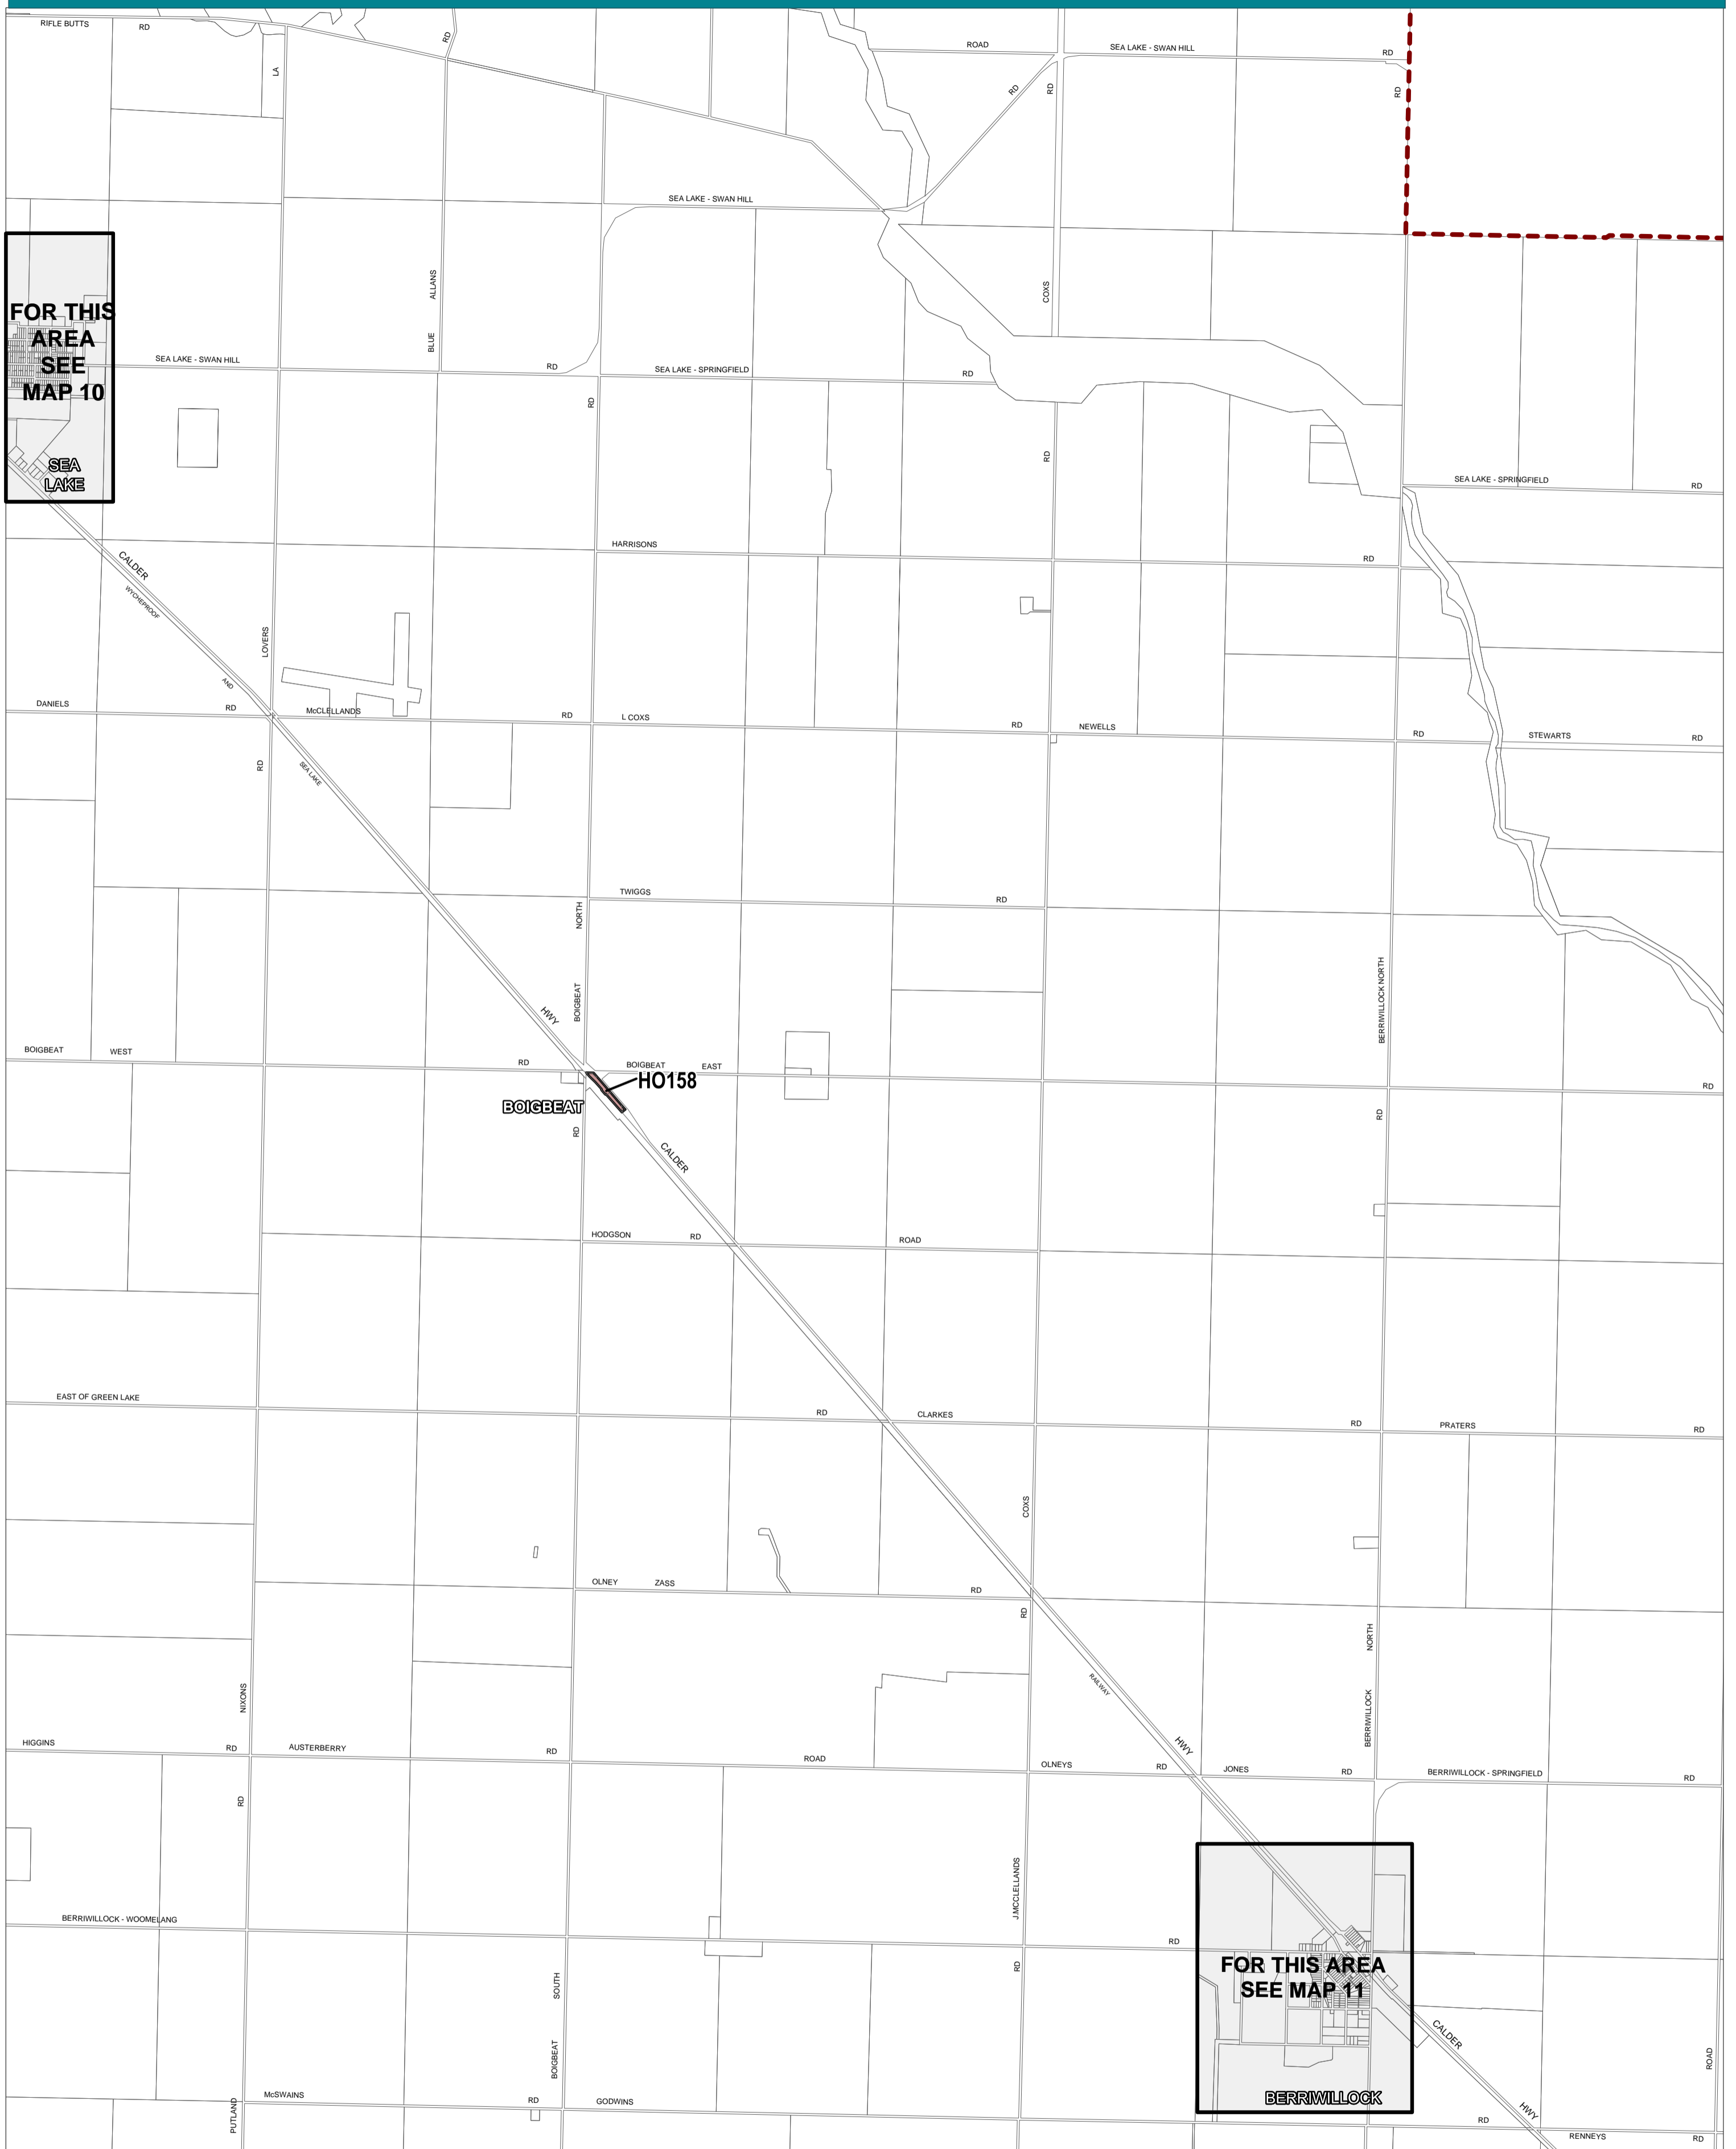 RIFLE BUTTS RD
LA
RD
ROAD
SEA LAKE - SWAN HILL RD
RD
RD
RD
SEA LAKE - SWAN HILL
FOR THIS
AREA
SEE
MAP 10
SEA
LAKE
BLUE ALLANS
COXS
SEA LAKE - SWAN HILL RD
SEA LAKE - SPRINGFIELD RD
RD
RD
SEA LAKE - SPRINGFIELD RD
HARRISONS RD
CALDER
WYCHEPROOF
AND
LOVERS
DANIELS RD
McCLELLANDS RD
L COXS RD
NEWELLS RD
STEWARTS RD
RD
SEA LAKE
TWIGGS RD
NORTH
BOIGBEAT
BERRIWILLOCK NORTH
HWY
BOIGBEAT WEST RD
BOIGBEAT EAST RD
HO158
BOIGBEAT
RD
RD
CALDER
HODGSON RD
ROAD
EAST OF GREEN LAKE RD
CLARKES RD
PRATERS RD
COXS
OLNEY ZASS RD
RD
NORTH
BERRIWILLOCK
RAILWAY
NIXONS
HWY
HIGGINS RD
AUSTERBERRY RD
ROAD
OLNEYS RD
JONES RD
BERRIWILLOCK - SPRINGFIELD RD
RD
J.MCCLELLANDS
BERRIWILLOCK - WOOMELANG RD
RD
FOR THIS AREA
SEE MAP 11
SOUTH
BOIGBEAT
CALDER
ROAD
BERRIWILLOCK
PUTLAND
McSWAINS RD
GODWINS RD
HWY
RENNEYS RD